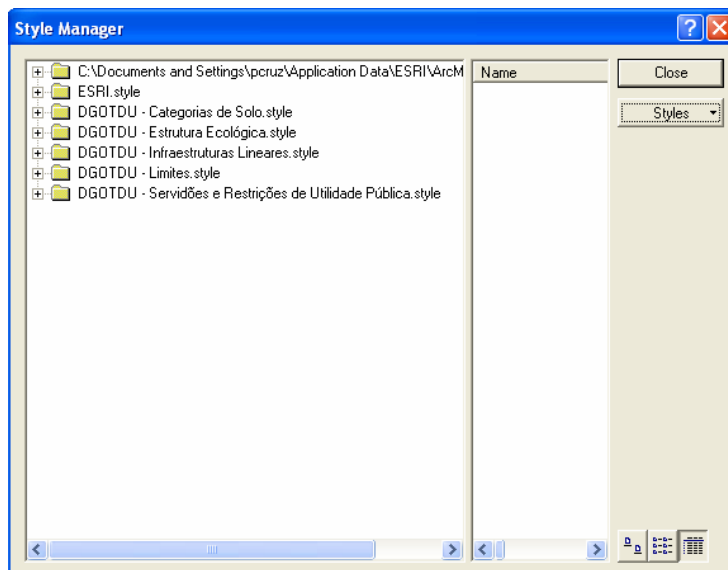 Style Manager
C:\Documents and Settings\pcruz\Application Data\ESRI\ArcM
ESRI.style
DGOTDU - Categorias de Solo.style
DGOTDU - Estrutura Ecológica.style
DGOTDU - Infraestruturas Lineares.style
DGOTDU - Limites.style
DGOTDU - Servidões e Restrições de Utilidade Pública.style
Name
Close
Styles